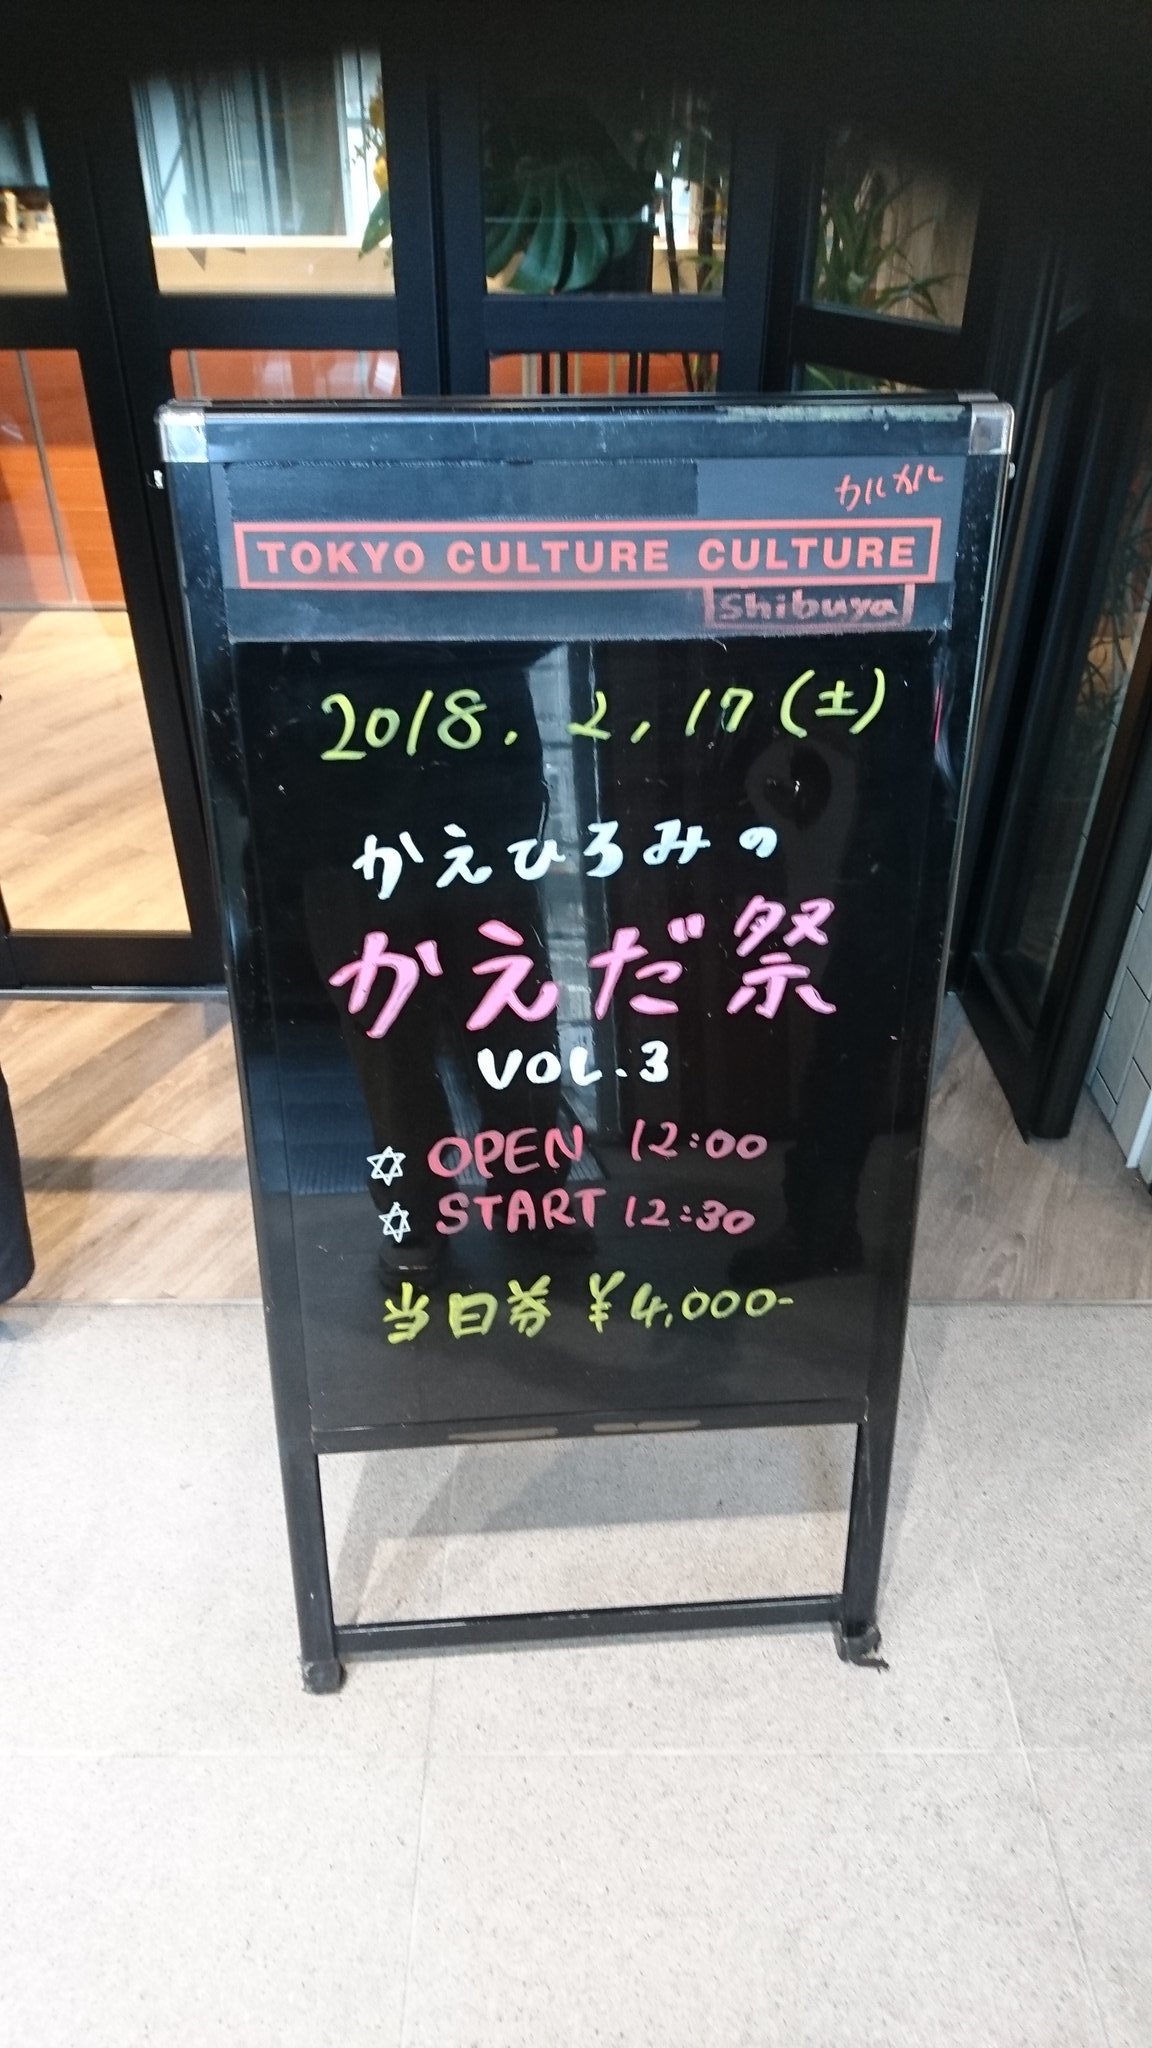 カルカル
TOKYO CULTURE CULTURE
Shibuya
2018. 2. 17 (土)
かえひろみの
かえだ祭
VOL.3
✡ OPEN 12:00
✡ START 12:30
当日券 ¥4,000-